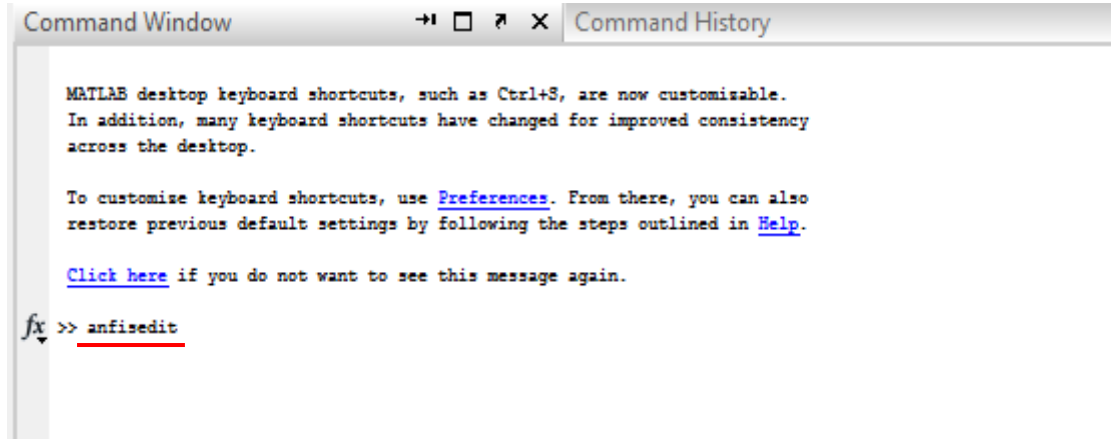 Command Window
Command History
MATLAB desktop keyboard shortcuts, such as Ctrl+S, are now customizable.
In addition, many keyboard shortcuts have changed for improved consistency
across the desktop.
To customize keyboard shortcuts, use Preferences. From there, you can also
restore previous default settings by following the steps outlined in Help.
Click here if you do not want to see this message again.
fx >> anfisedit